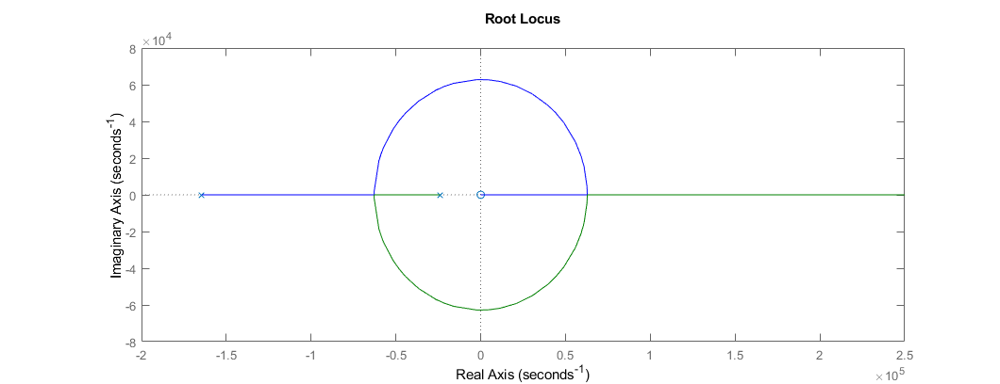 Root Locus
×10⁴
8
6
4
2
0
-2
-4
-6
-8
Imaginary Axis (seconds⁻¹)
-2 -1.5 -1 -0.5 0 0.5 1 1.5 2 2.5
Real Axis (seconds⁻¹)
×10⁵